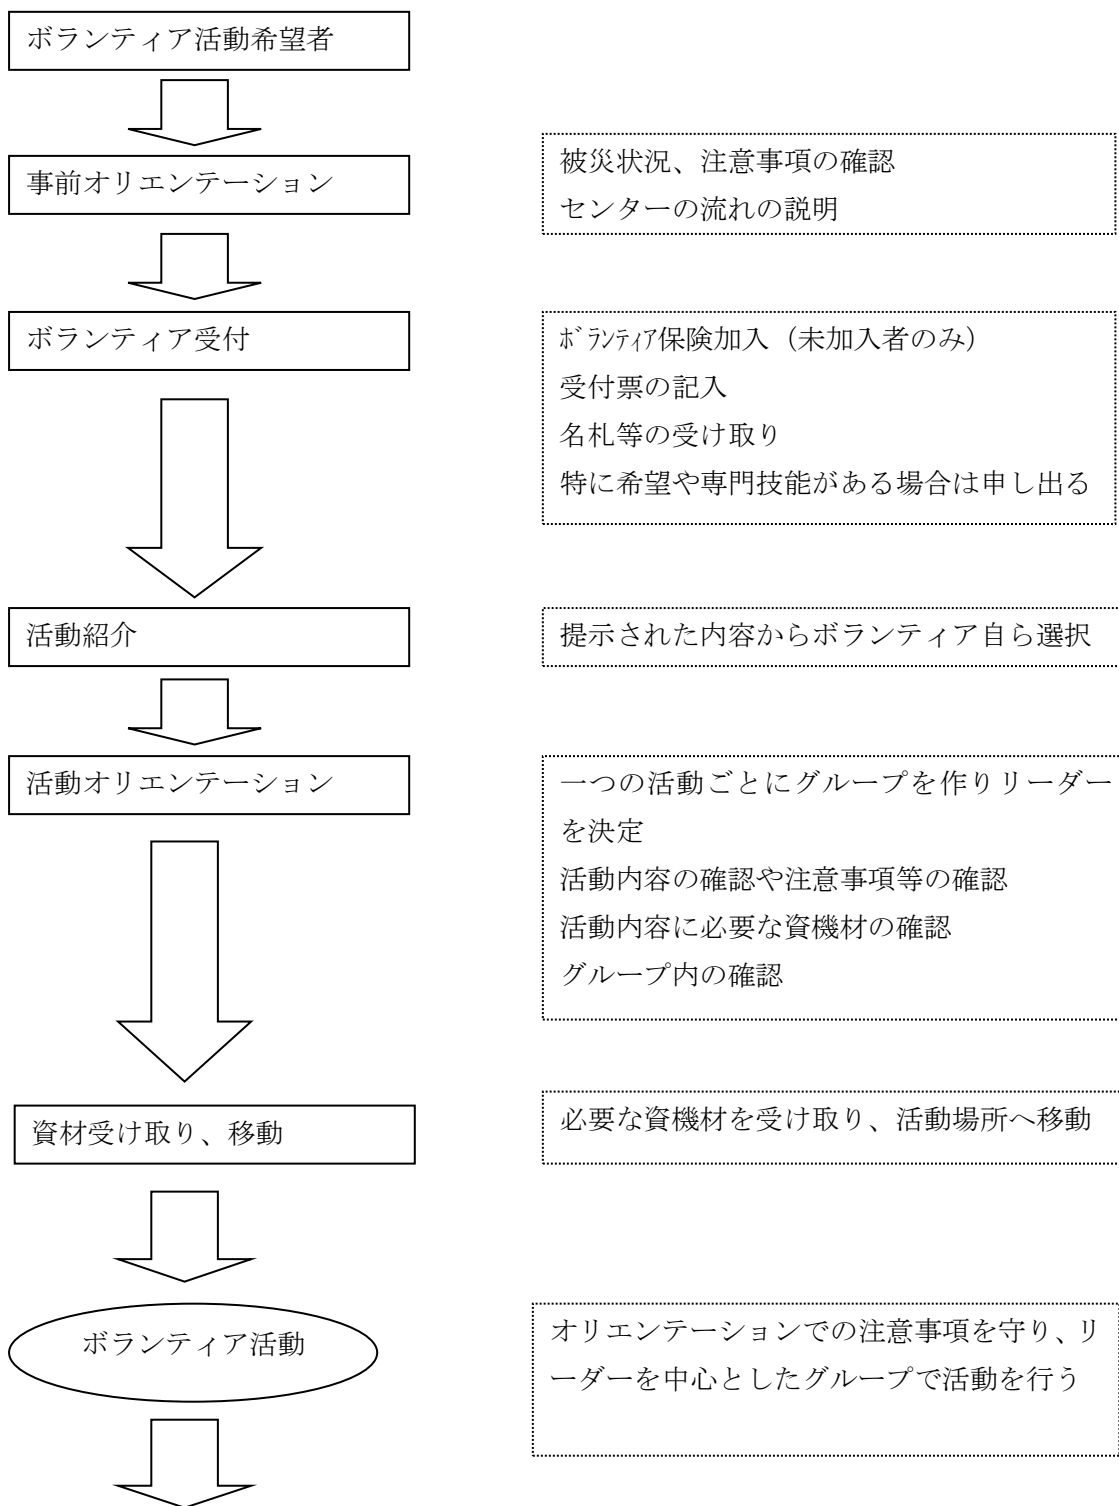 ボランティア活動希望者
事前オリエンテーション
被災状況、注意事項の確認
センターの流れの説明
ボランティア受付
ﾎﾞﾗﾝﾃｨｱ保険加入（未加入者のみ）
受付票の記入
名札等の受け取り
特に希望や専門技能がある場合は申し出る
活動紹介
提示された内容からボランティア自ら選択
活動オリエンテーション
一つの活動ごとにグループを作りリーダー
を決定
活動内容の確認や注意事項等の確認
活動内容に必要な資機材の確認
グループ内の確認
資材受け取り、移動
必要な資機材を受け取り、活動場所へ移動
ボランティア活動
オリエンテーションでの注意事項を守り、リ
ーダーを中心としたグループで活動を行う